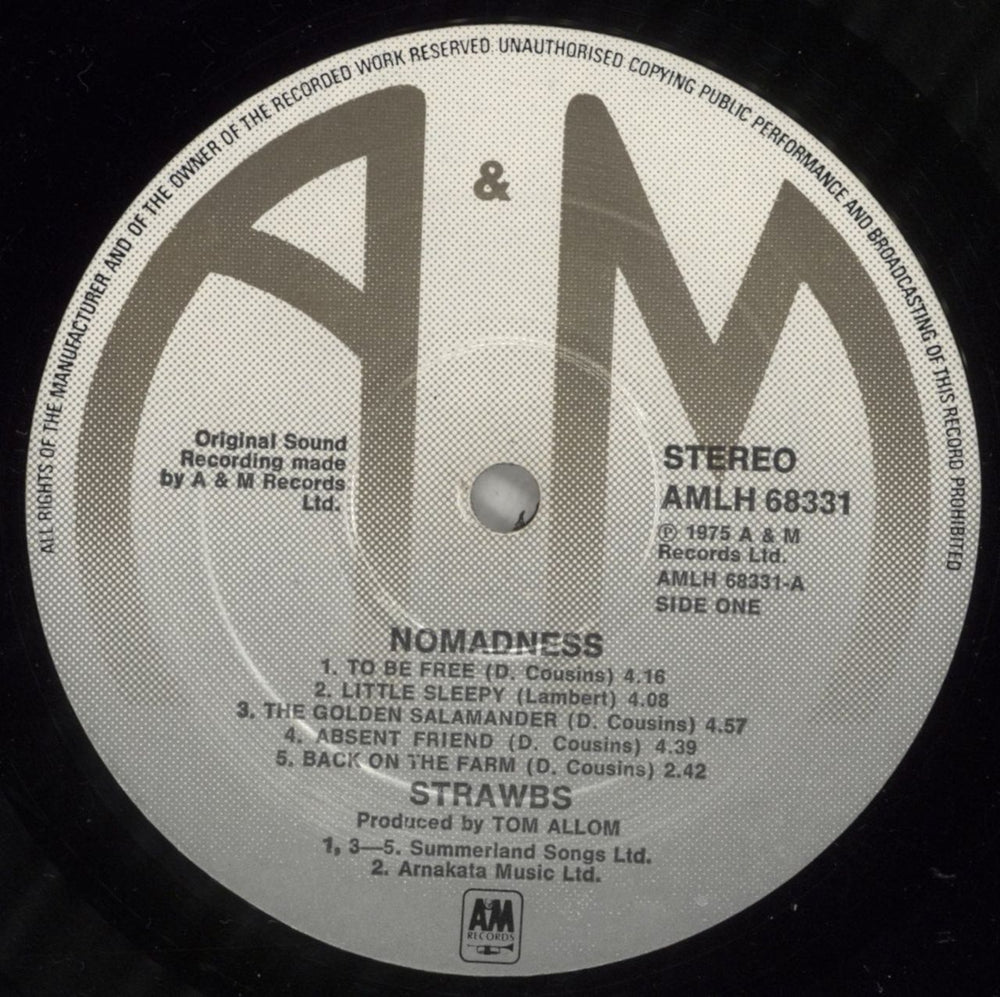 ALL RIGHTS OF THE MANUFACTURER AND OF THE OWNER OF THE RECORDED WORK RESERVED. UNAUTHORISED COPYING PUBLIC PERFORMANCE AND BROADCASTING OF THIS RECORD PROHIBITED
A & M
Original Sound
Recording made
by A & M Records
Ltd.
STEREO
AMLH 68331
Ⓟ 1975 A & M
Records Ltd.
AMLH 68331-A
SIDE ONE
NOMADNESS
1. TO BE FREE (D. Cousins) 4.16
2. LITTLE SLEEPY (Lambert) 4.08
3. THE GOLDEN SALAMANDER (D. Cousins) 4.57
4. ABSENT FRIEND (D. Cousins) 4.39
5. BACK ON THE FARM (D. Cousins) 2.42
STRAWBS
Produced by TOM ALLOM
1, 3—5. Summerland Songs Ltd.
2. Arnakata Music Ltd.
A&M
RECORDS